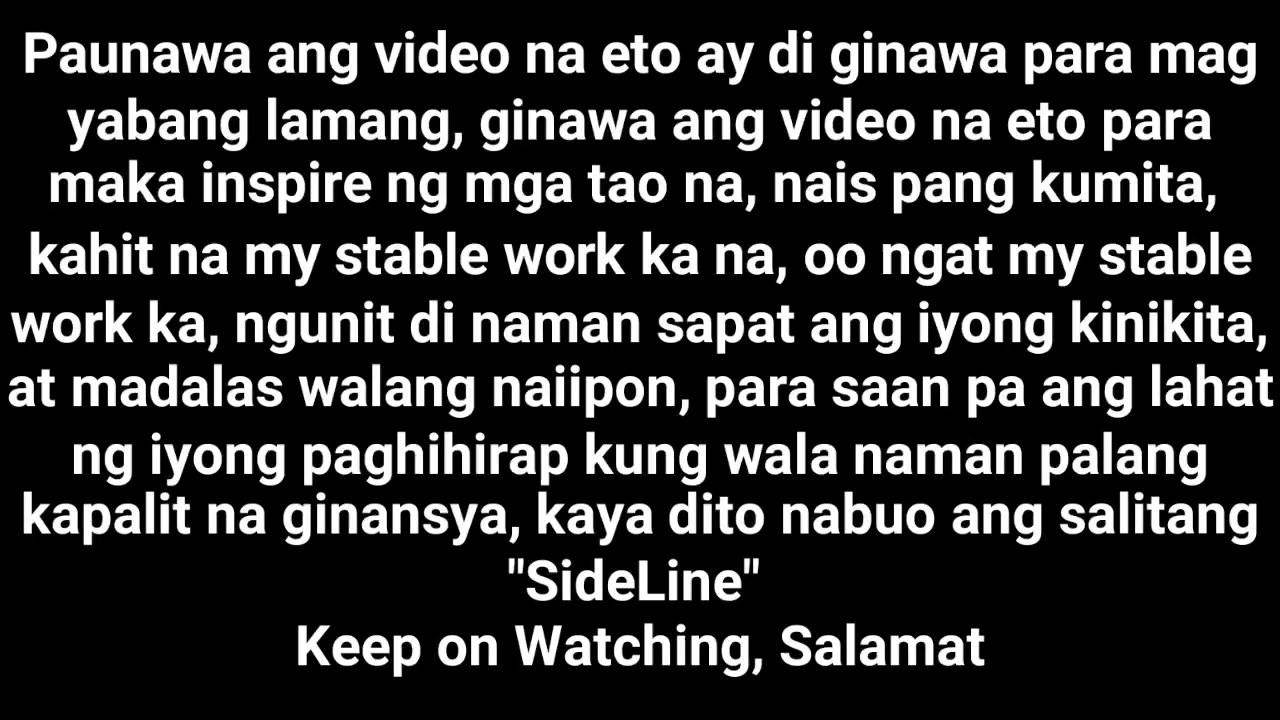 Paunawa ang video na eto ay di ginawa para mag
yabang lamang, ginawa ang video na eto para
maka inspire ng mga tao na, nais pang kumita,
kahit na my stable work ka na, oo ngat my stable
work ka, ngunit di naman sapat ang iyong kinikita,
at madalas walang naiipon, para saan pa ang lahat
ng iyong paghihirap kung wala naman palang
kapalit na ginansya, kaya dito nabuo ang salitang
"SideLine"
Keep on Watching, Salamat